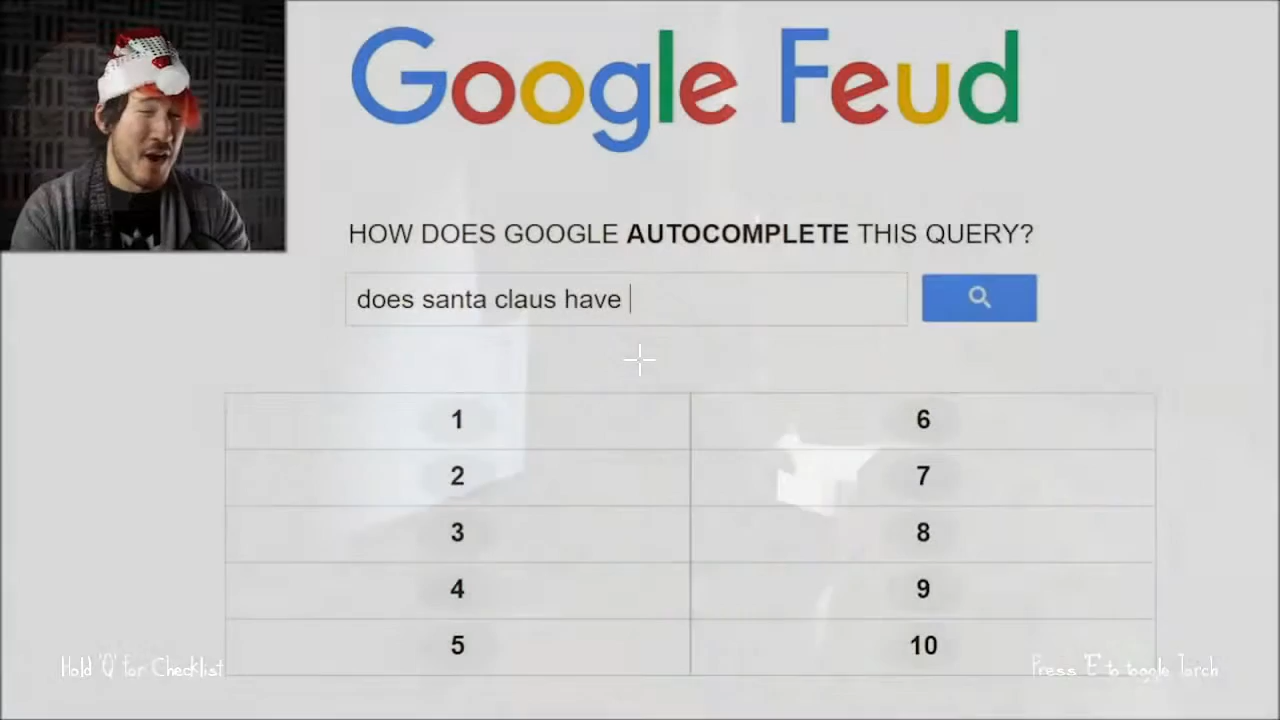 Google Feud
HOW DOES GOOGLE AUTOCOMPLETE THIS QUERY?
does santa claus have
1 6
2 7
3 8
4 9
5 10
Hold 'Q' for Checklist
Press 'E' to toggle Torch